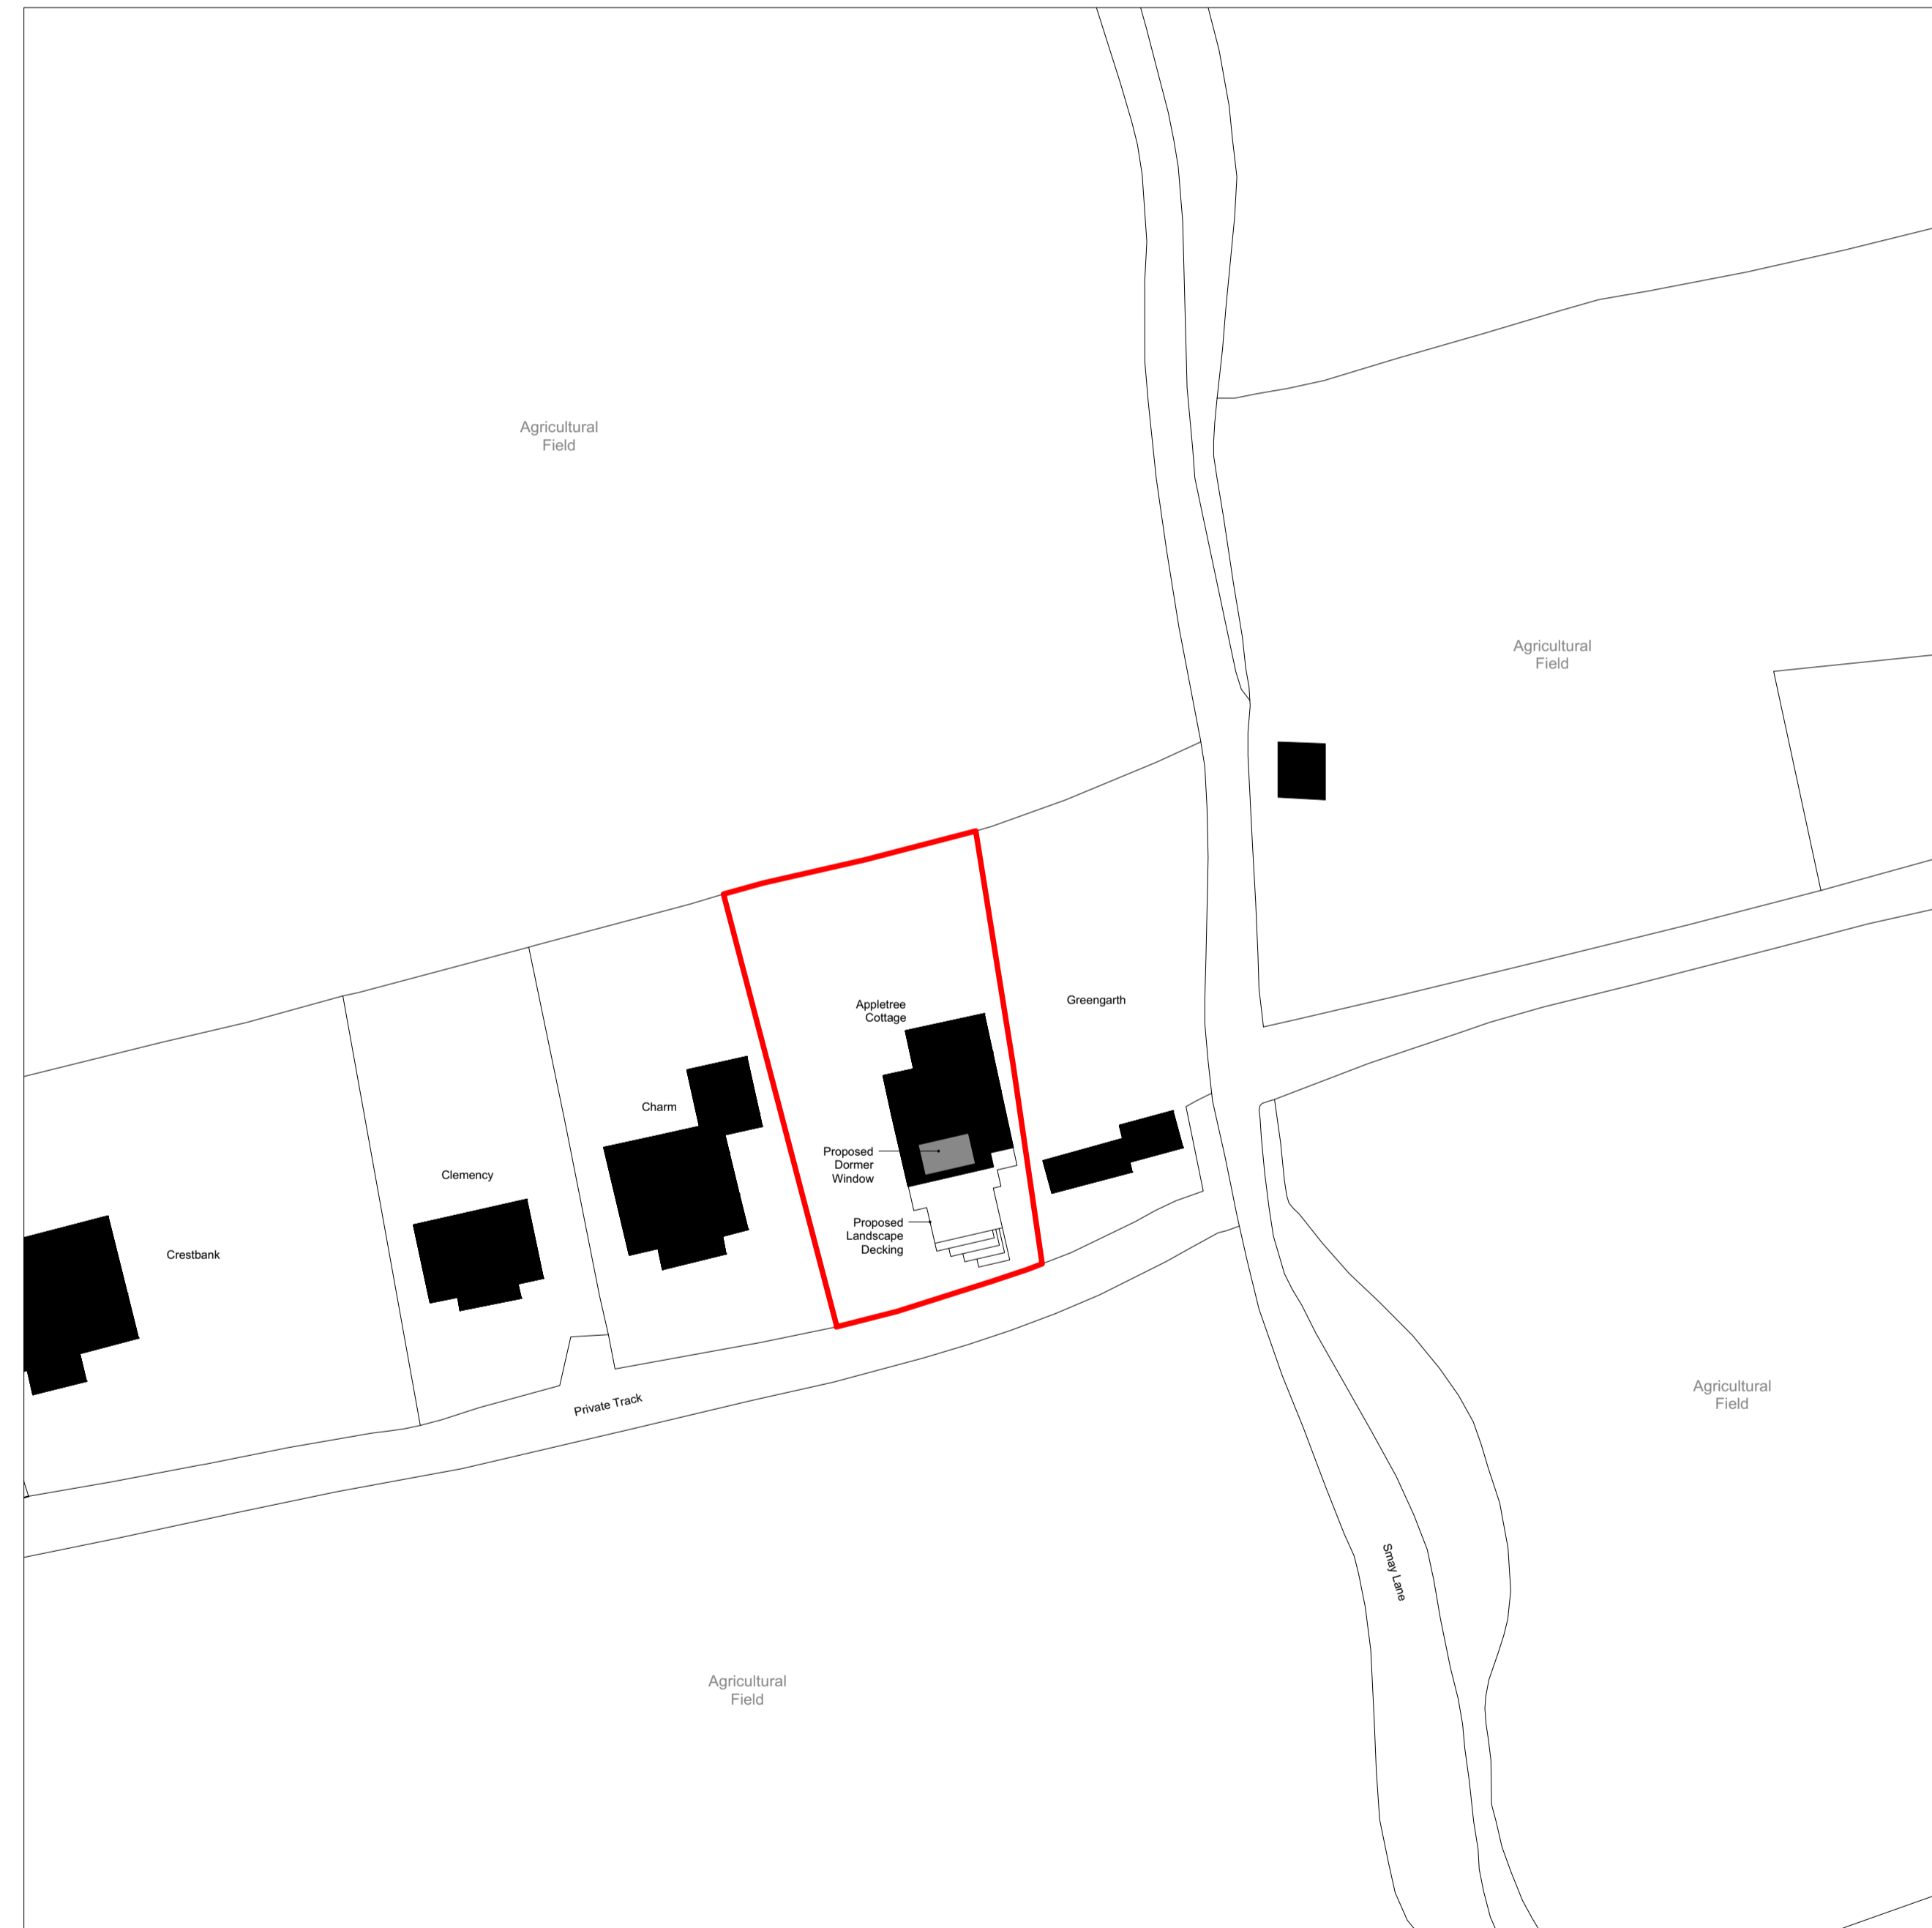 Agricultural
Field
Agricultural
Field
Appletree
Cottage
Greengarth
Charm
Proposed
Dormer
Window
Clemency
Proposed
Landscape
Decking
Crestbank
Private Track
Agricultural
Field
Smay Lane
Agricultural
Field